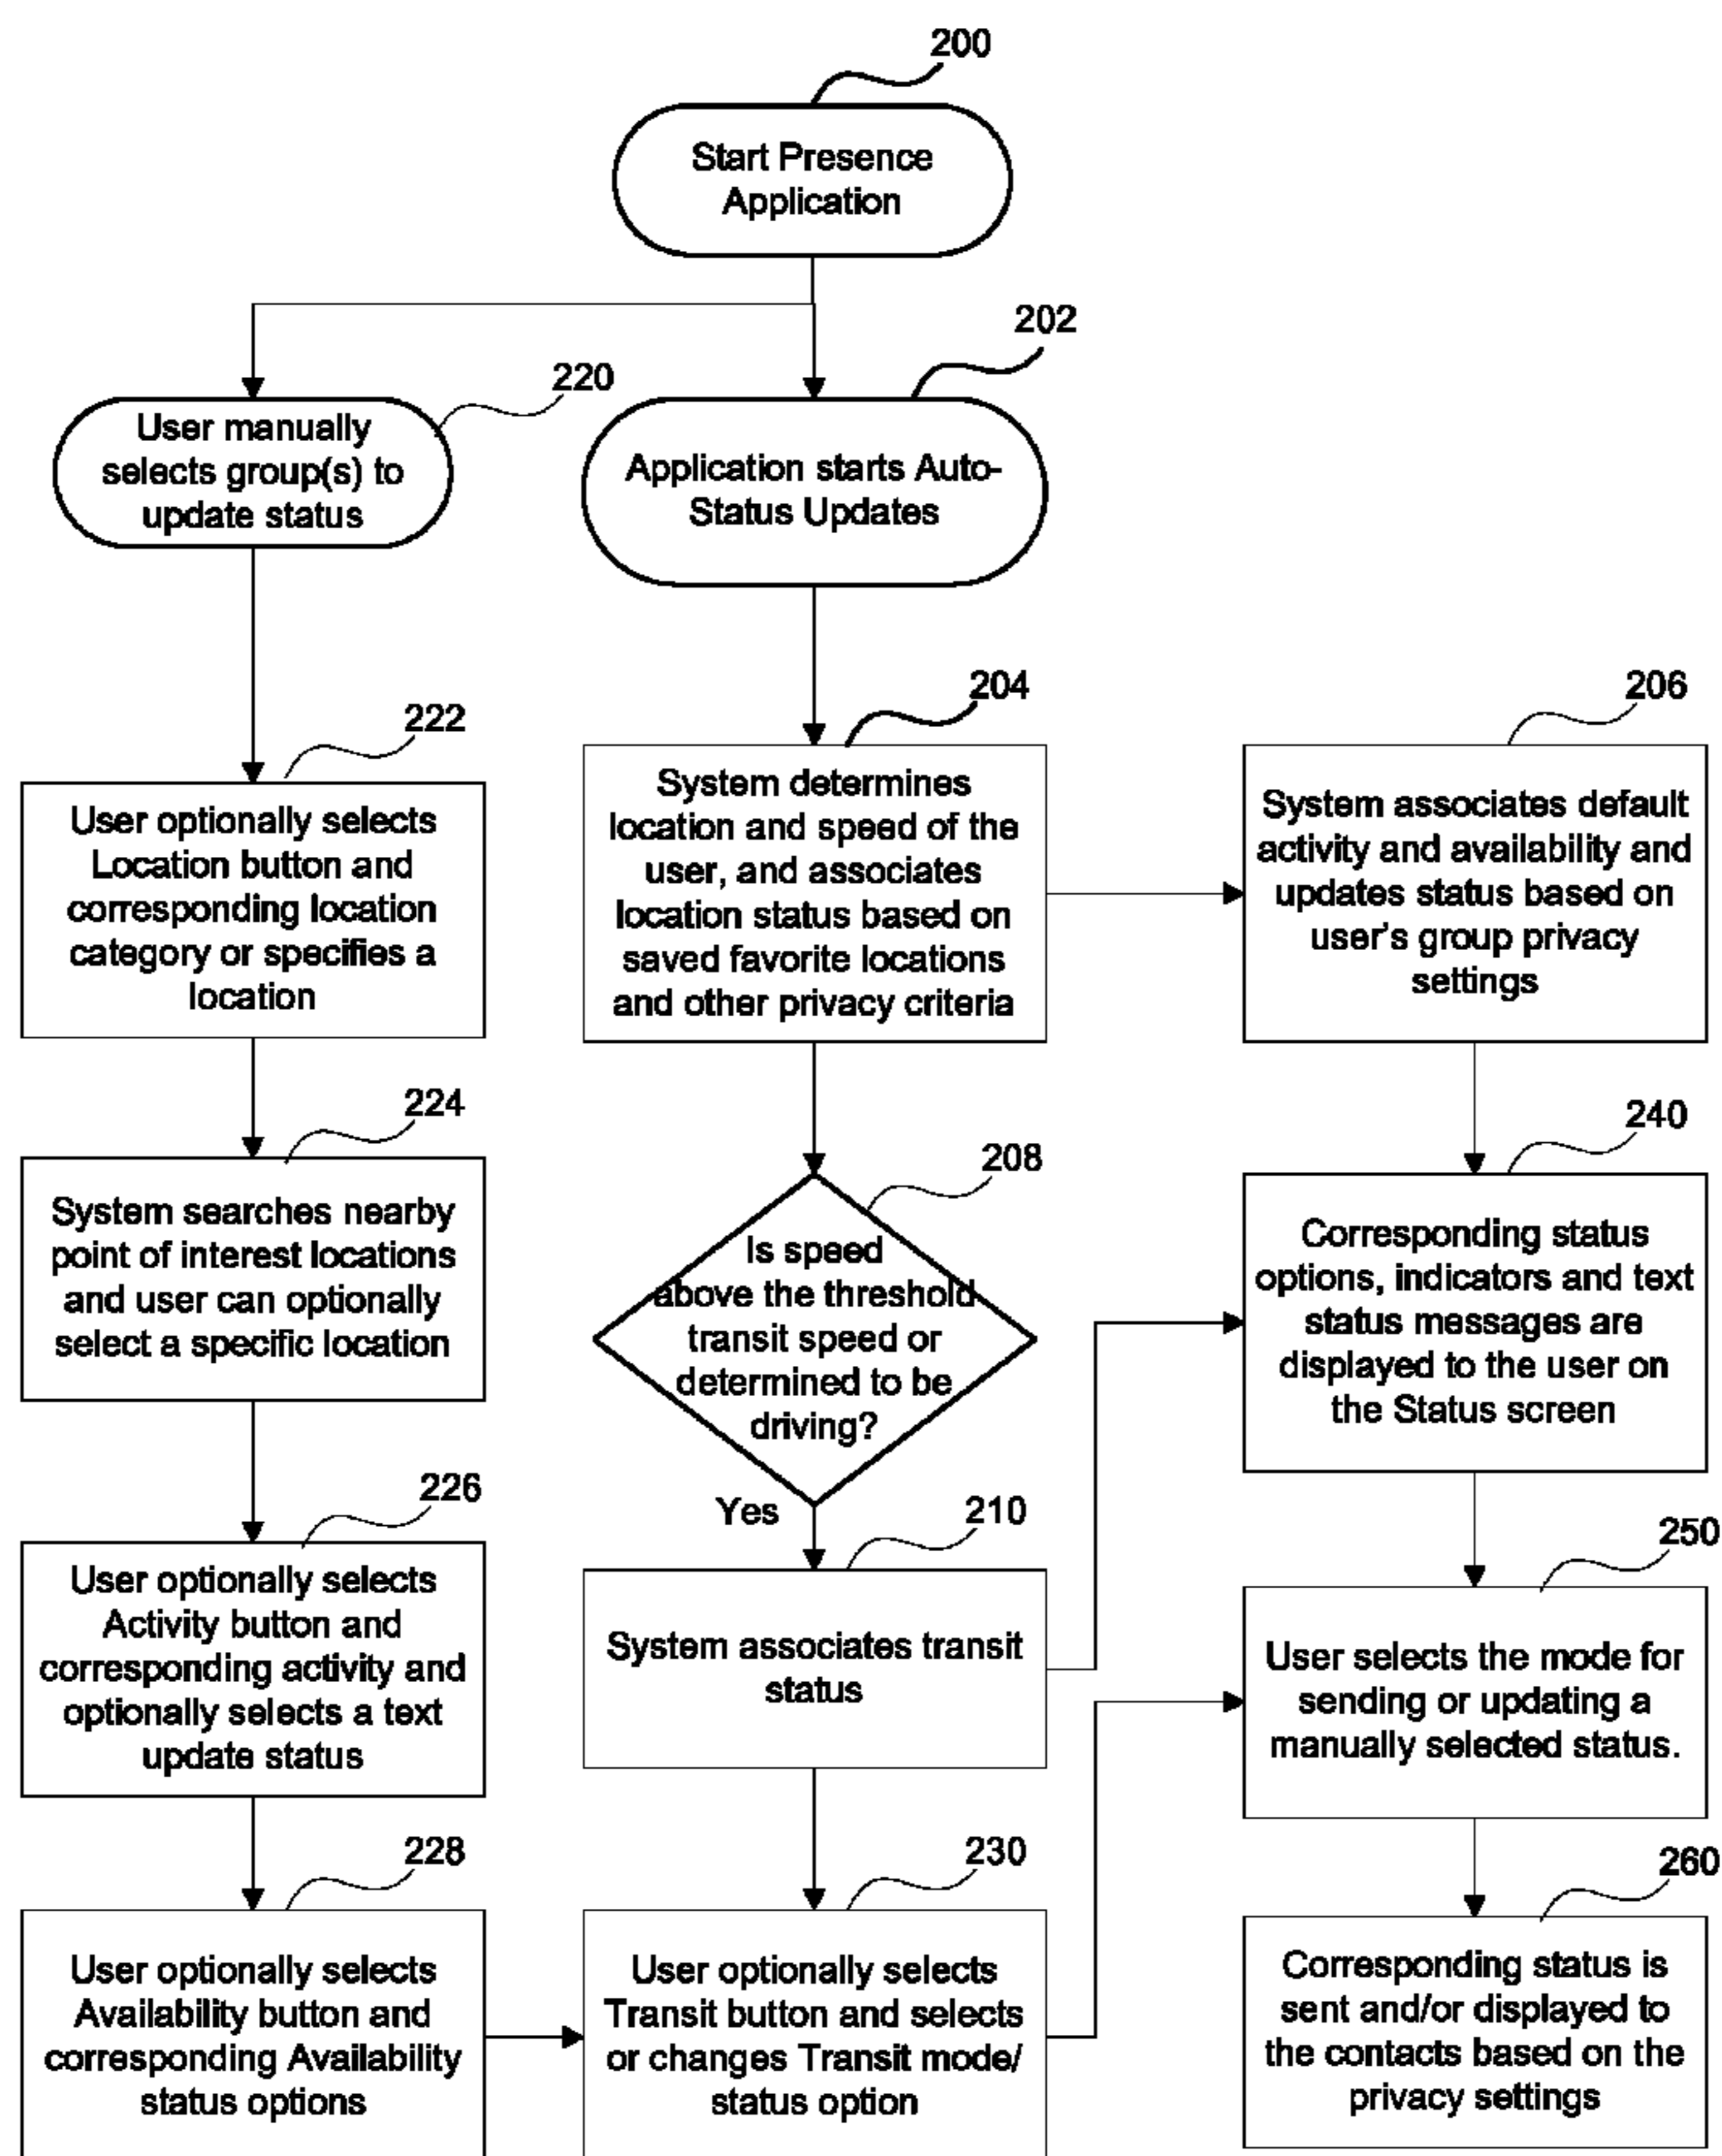 200
Start Presence
Application
220
User manually
selects group(s) to
update status
202
Application starts Auto-
Status Updates
222
User optionally selects
Location button and
corresponding location
category or specifies a
location
204
System determines
location and speed of the
user, and associates
location status based on
saved favorite locations
and other privacy criteria
206
System associates default
activity and availability and
updates status based on
user's group privacy
settings
224
System searches nearby
point of interest locations
and user can optionally
select a specific location
208
Is speed
above the threshold
transit speed or
determined to be
driving?
Yes
240
Corresponding status
options, indicators and text
status messages are
displayed to the user on
the Status screen
226
User optionally selects
Activity button and
corresponding activity and
optionally selects a text
update status
210
System associates transit
status
250
User selects the mode for
sending or updating a
manually selected status.
228
User optionally selects
Availability button and
corresponding Availability
status options
230
User optionally selects
Transit button and selects
or changes Transit mode/
status option
260
Corresponding status is
sent and/or displayed to
the contacts based on the
privacy settings